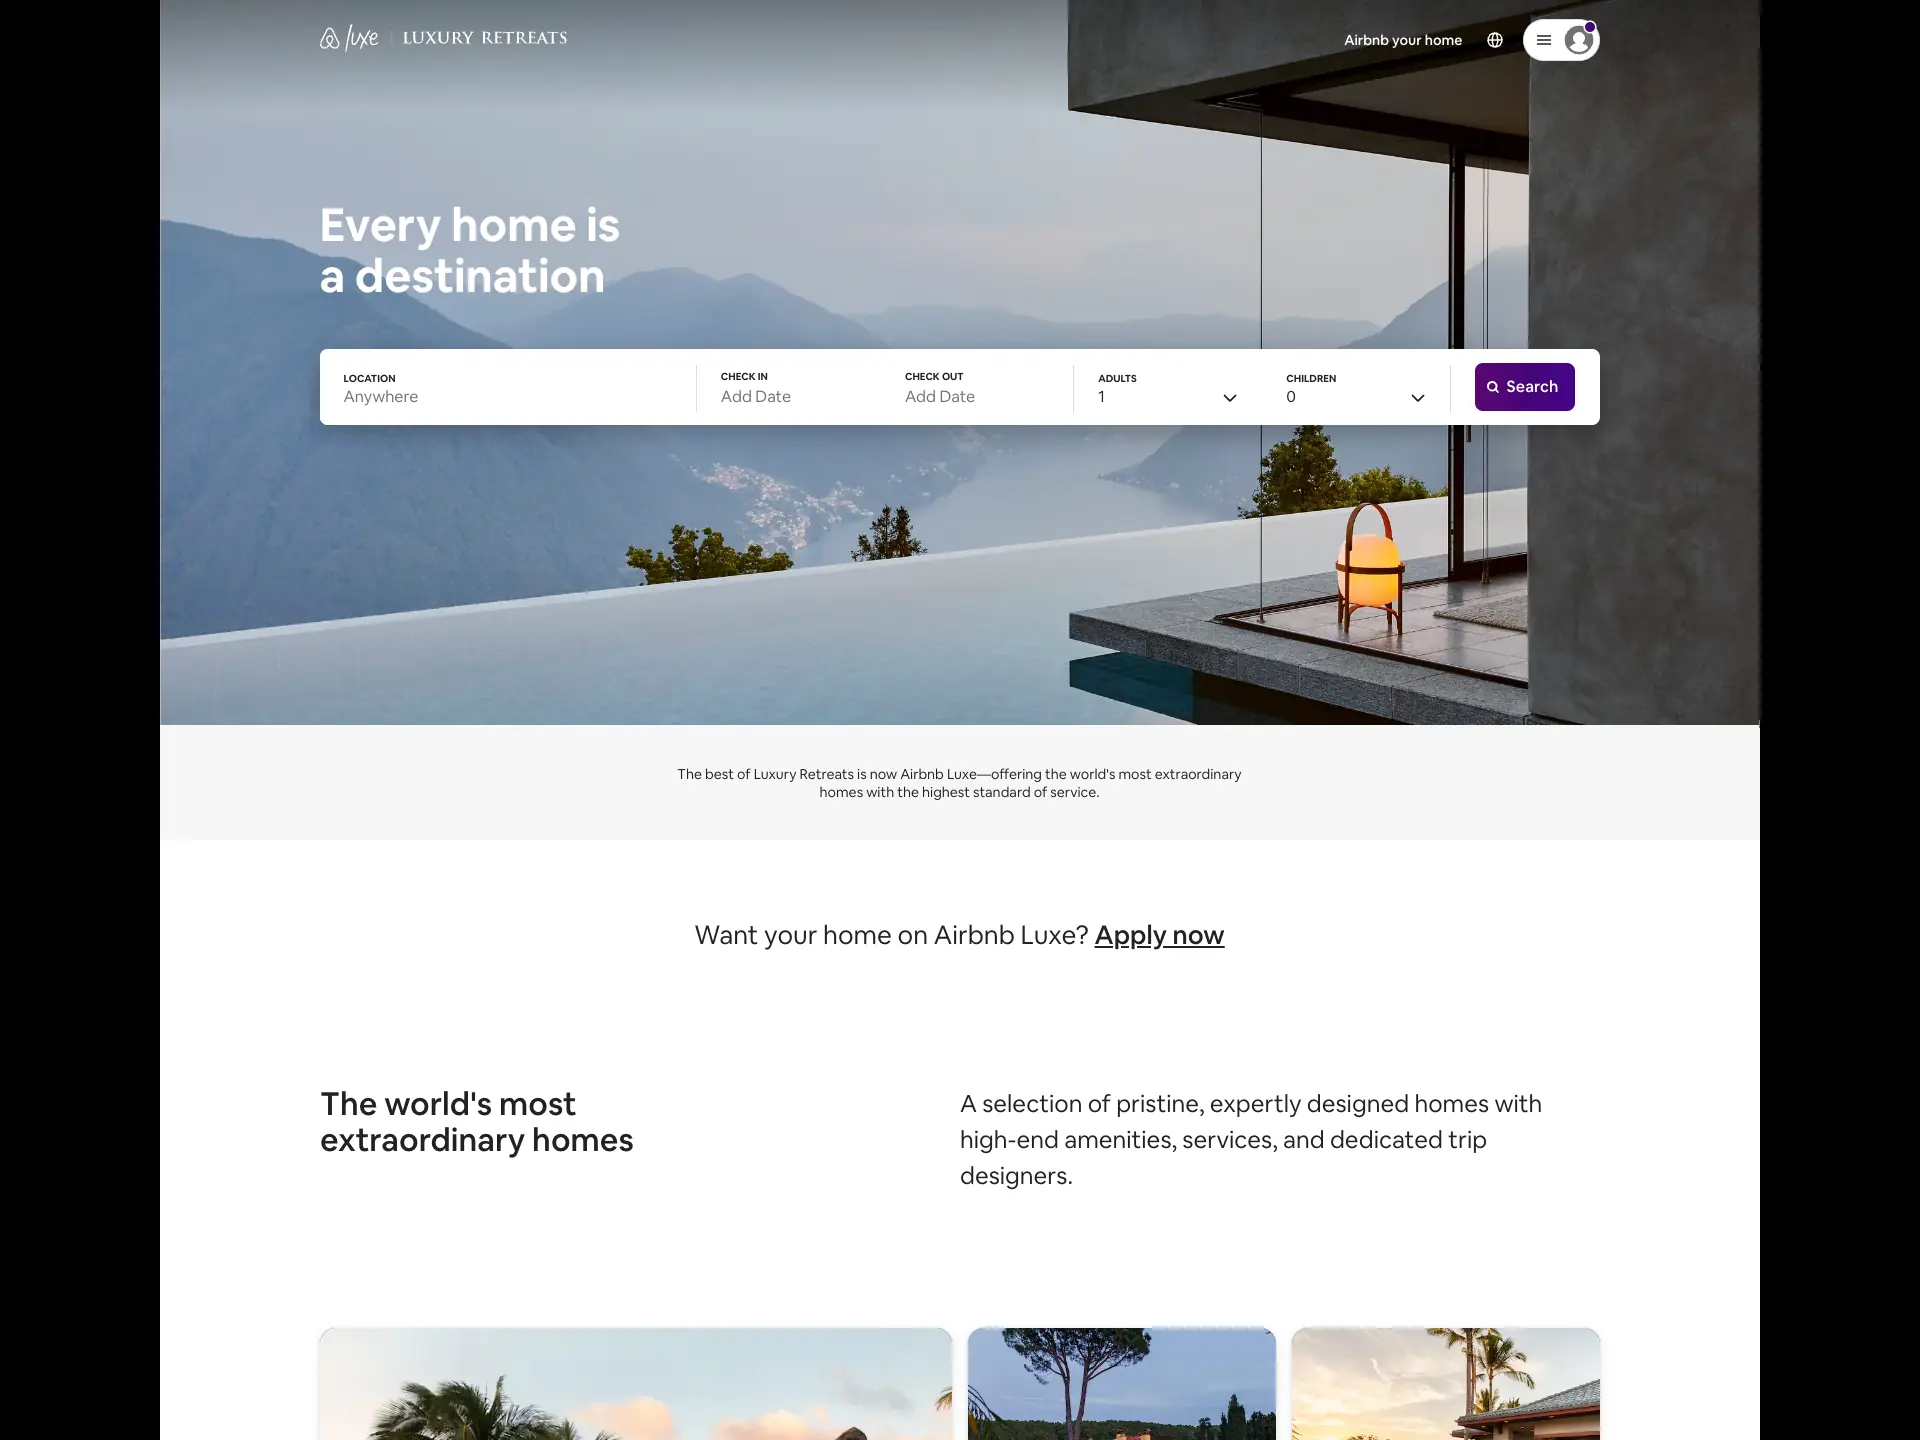 luxe
LUXURY RETREATS
Airbnb your home
Every home is
a destination
LOCATION
Anywhere
CHECK IN
Add Date
CHECK OUT
Add Date
ADULTS
1
CHILDREN
0
Search
The best of Luxury Retreats is now Airbnb Luxe—offering the world's most extraordinary
homes with the highest standard of service.
Want your home on Airbnb Luxe? Apply now
The world's most
extraordinary homes
A selection of pristine, expertly designed homes with
high-end amenities, services, and dedicated trip
designers.